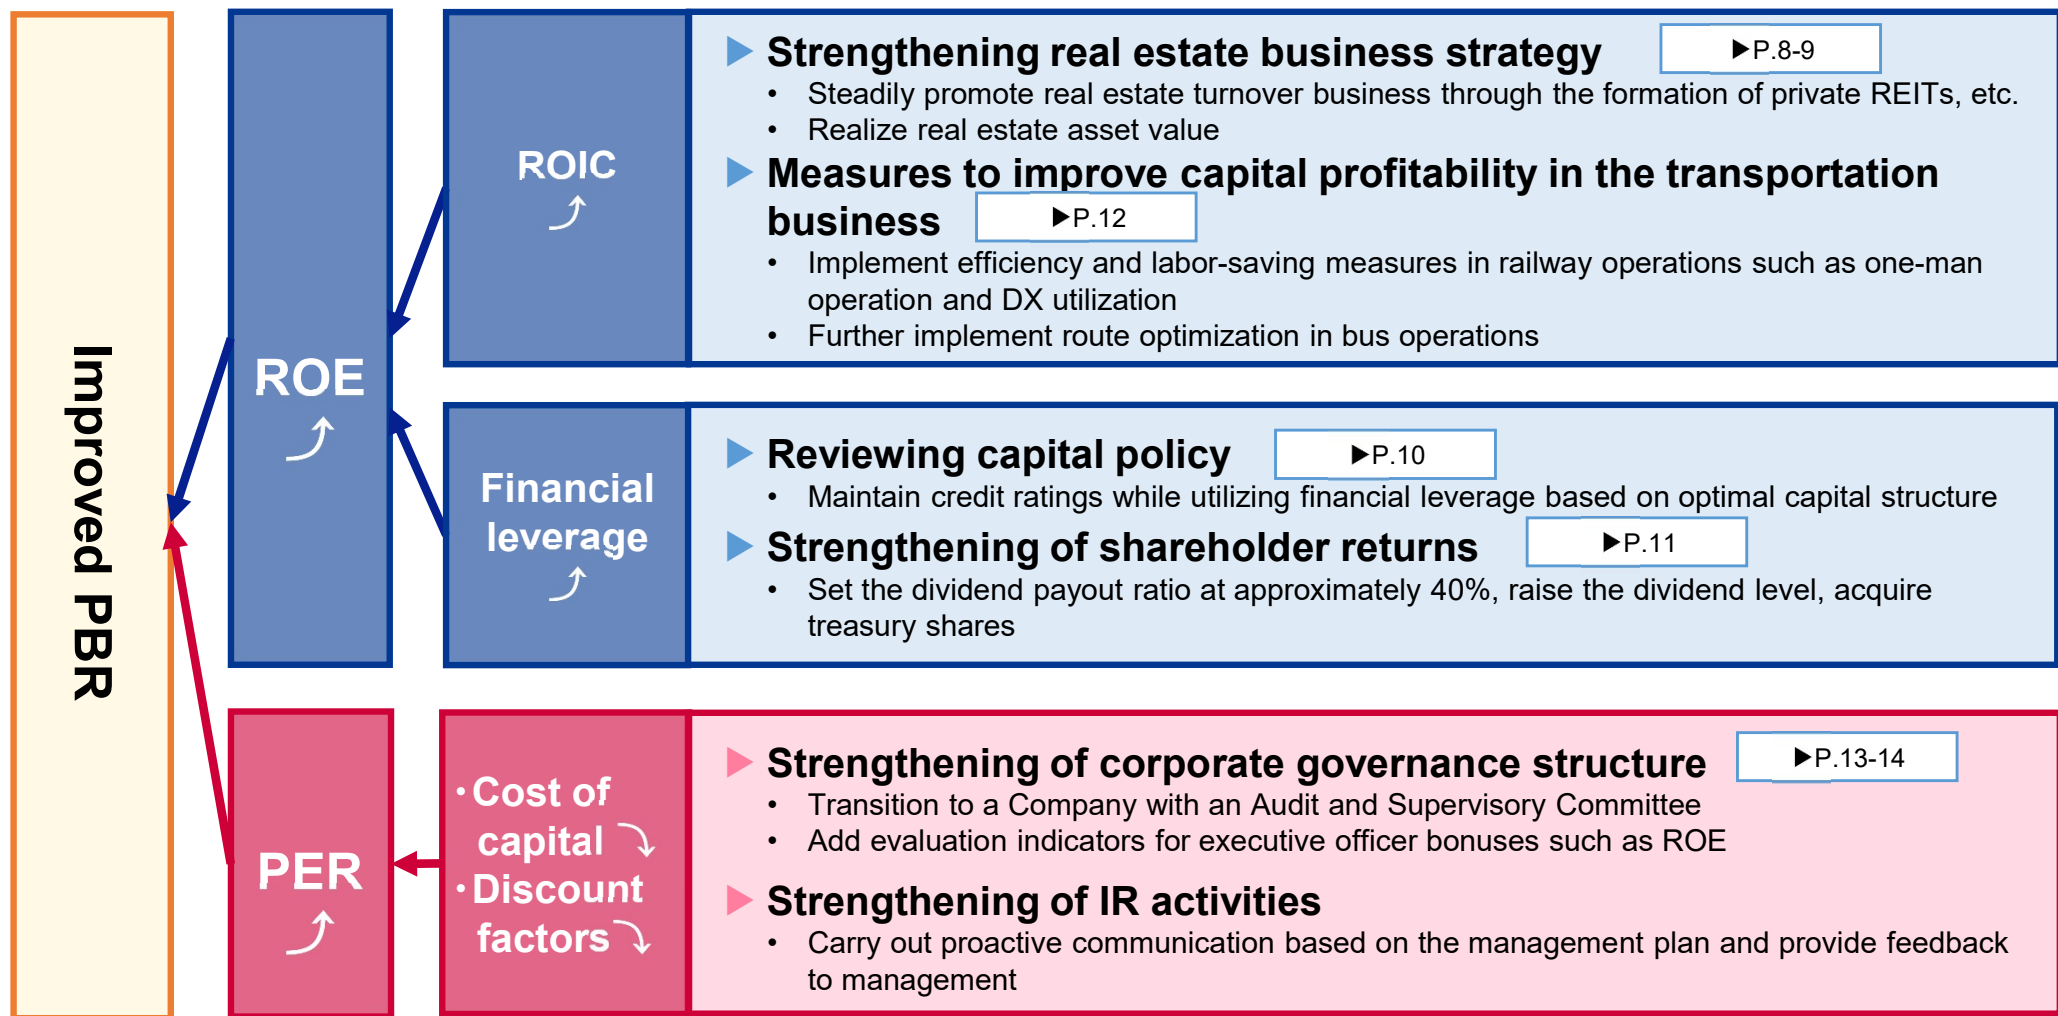 Improved PBR
ROE
ROIC
▶ Strengthening real estate business strategy ▶P.8-9
• Steadily promote real estate turnover business through the formation of private REITs, etc.
• Realize real estate asset value
▶ Measures to improve capital profitability in the transportation
business ▶P.12
• Implement efficiency and labor-saving measures in railway operations such as one-man
operation and DX utilization
• Further implement route optimization in bus operations
Financial
leverage
▶ Reviewing capital policy ▶P.10
• Maintain credit ratings while utilizing financial leverage based on optimal capital structure
▶ Strengthening of shareholder returns ▶P.11
• Set the dividend payout ratio at approximately 40%, raise the dividend level, acquire
treasury shares
PER
・Cost of
capital
・Discount
factors
▶ Strengthening of corporate governance structure ▶P.13-14
• Transition to a Company with an Audit and Supervisory Committee
• Add evaluation indicators for executive officer bonuses such as ROE
▶ Strengthening of IR activities
• Carry out proactive communication based on the management plan and provide feedback
to management